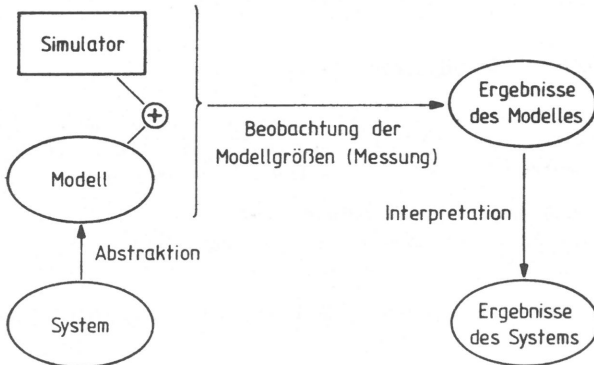 Simulator
+
Modell
Abstraktion
System
Beobachtung der
Modellgrößen (Messung)
Ergebnisse
des Modelles
Interpretation
Ergebnisse
des Systems